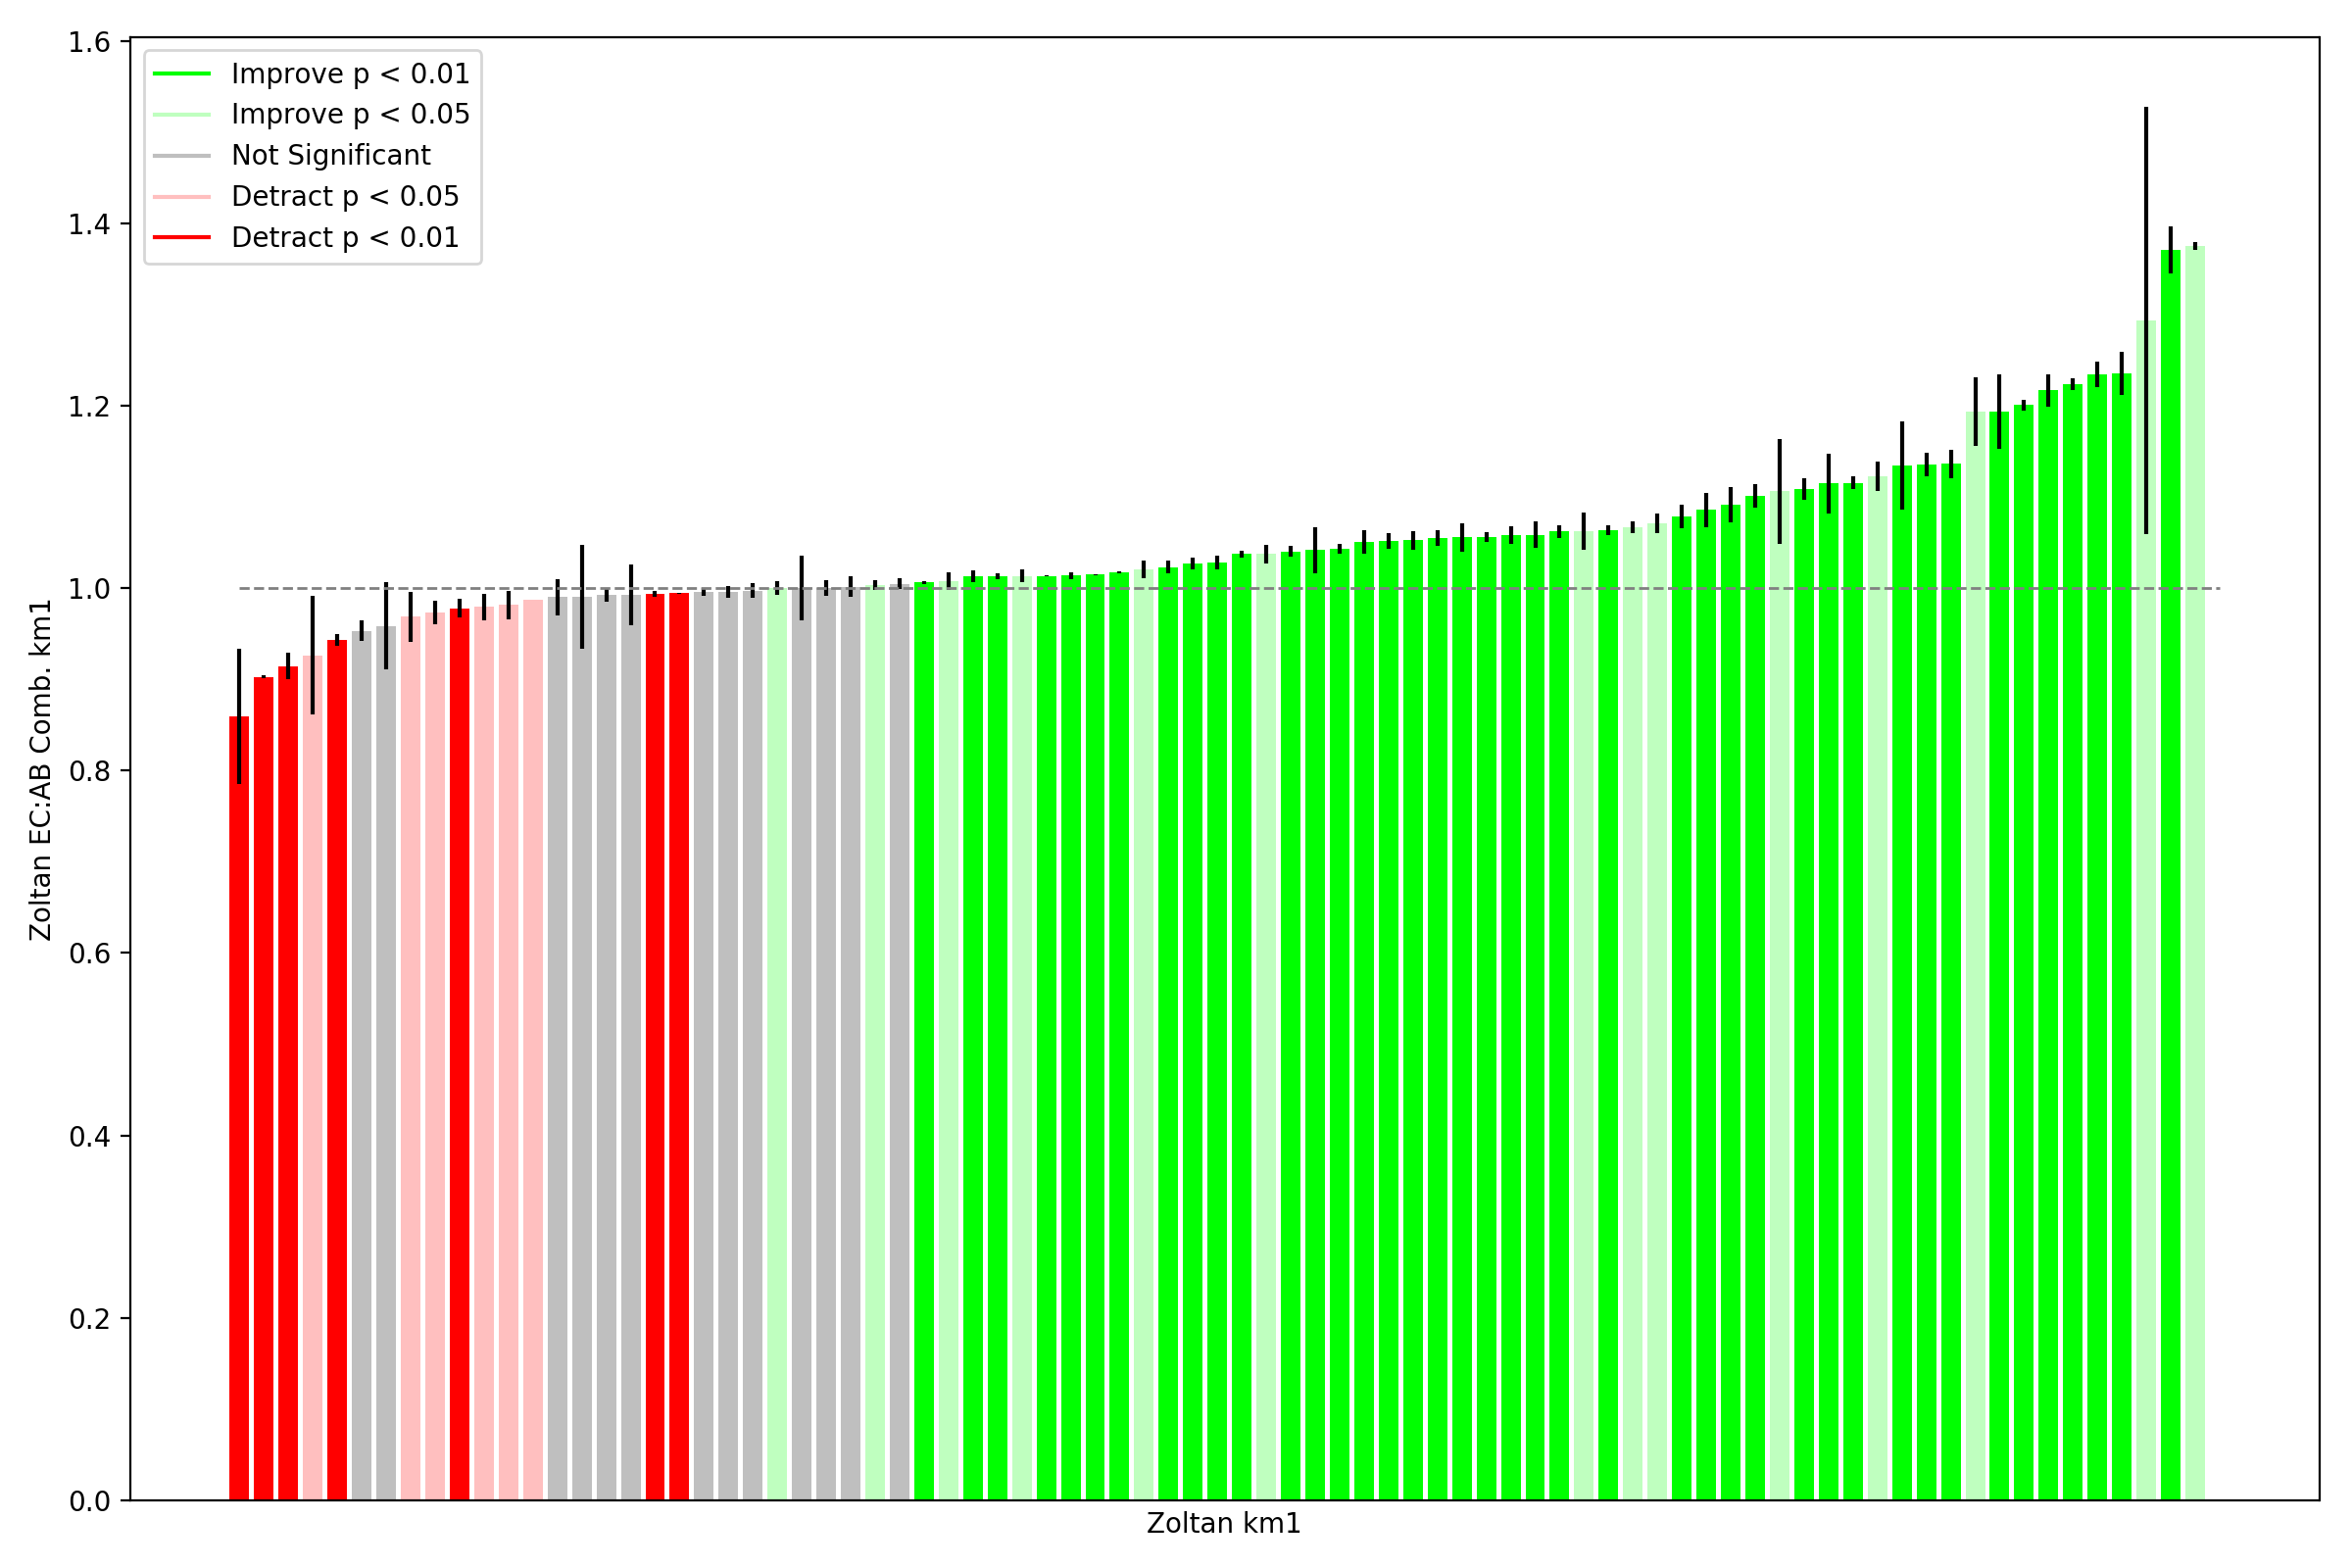 Improve p < 0.01
Improve p < 0.05
Not Significant
Detract p < 0.05
Detract p < 0.01
1.6
1.4
1.2
1.0
0.8
0.6
0.4
0.2
0.0
Zoltan EC:AB Comb. km1
Zoltan km1